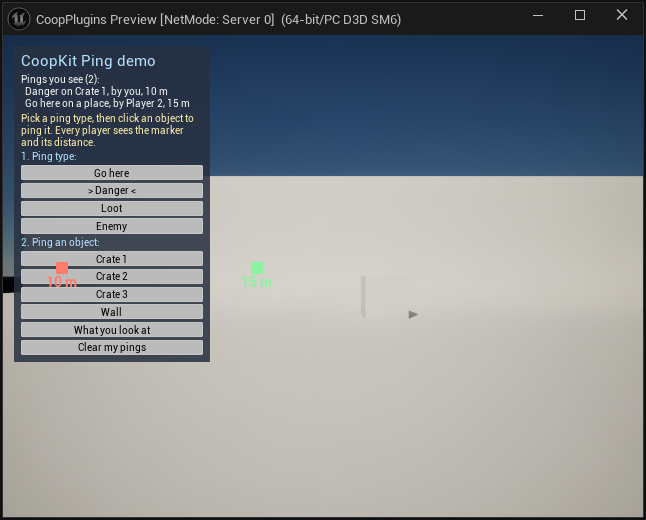 CoopPlugins Preview [NetMode: Server 0] (64-bit/PC D3D SM6)
CoopKit Ping demo
Pings you see (2):
Danger on Crate 1, by you, 10 m
Go here on a place, by Player 2, 15 m
Pick a ping type, then click an object to
ping it. Every player sees the marker
and its distance.
1. Ping type:
Go here
> Danger <
Loot
Enemy
2. Ping an object:
Crate 1
Crate 2
10 m
15 m
Crate 3
Wall
What you look at
Clear my pings